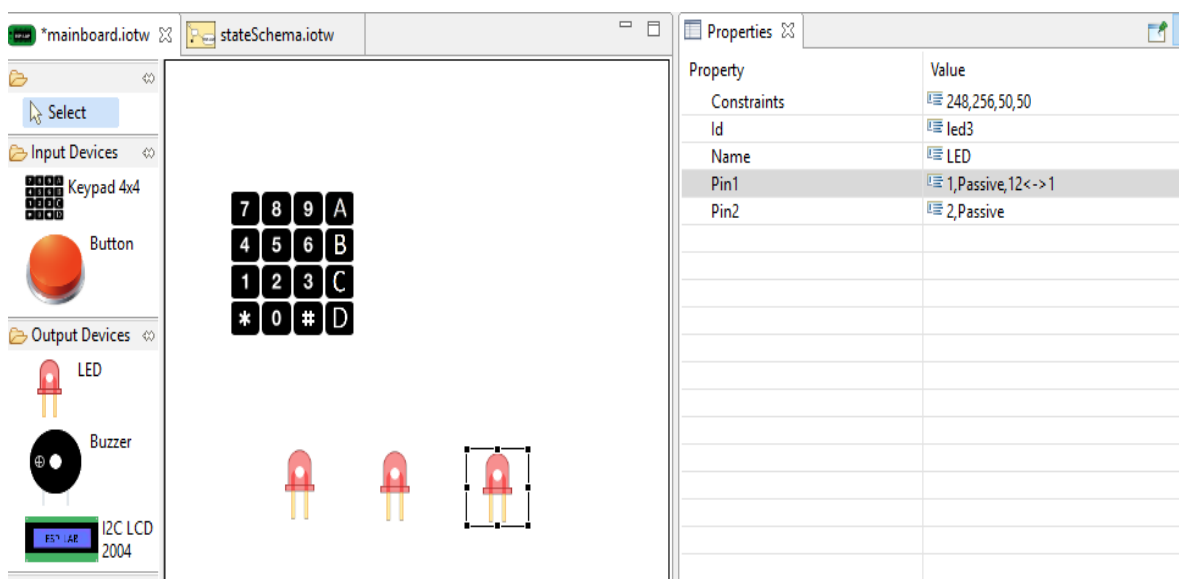 *mainboard.iotw
stateSchema.iotw
Select
Input Devices
Keypad 4x4
Button
Output Devices
LED
Buzzer
I2C LCD
2004
ESP LAB
7 8 9 A
4 5 6 B
1 2 3 C
* 0 # D
Properties
Property Value
Constraints 248,256,50,50
Id led3
Name LED
Pin1 1,Passive,12<->1
Pin2 2,Passive